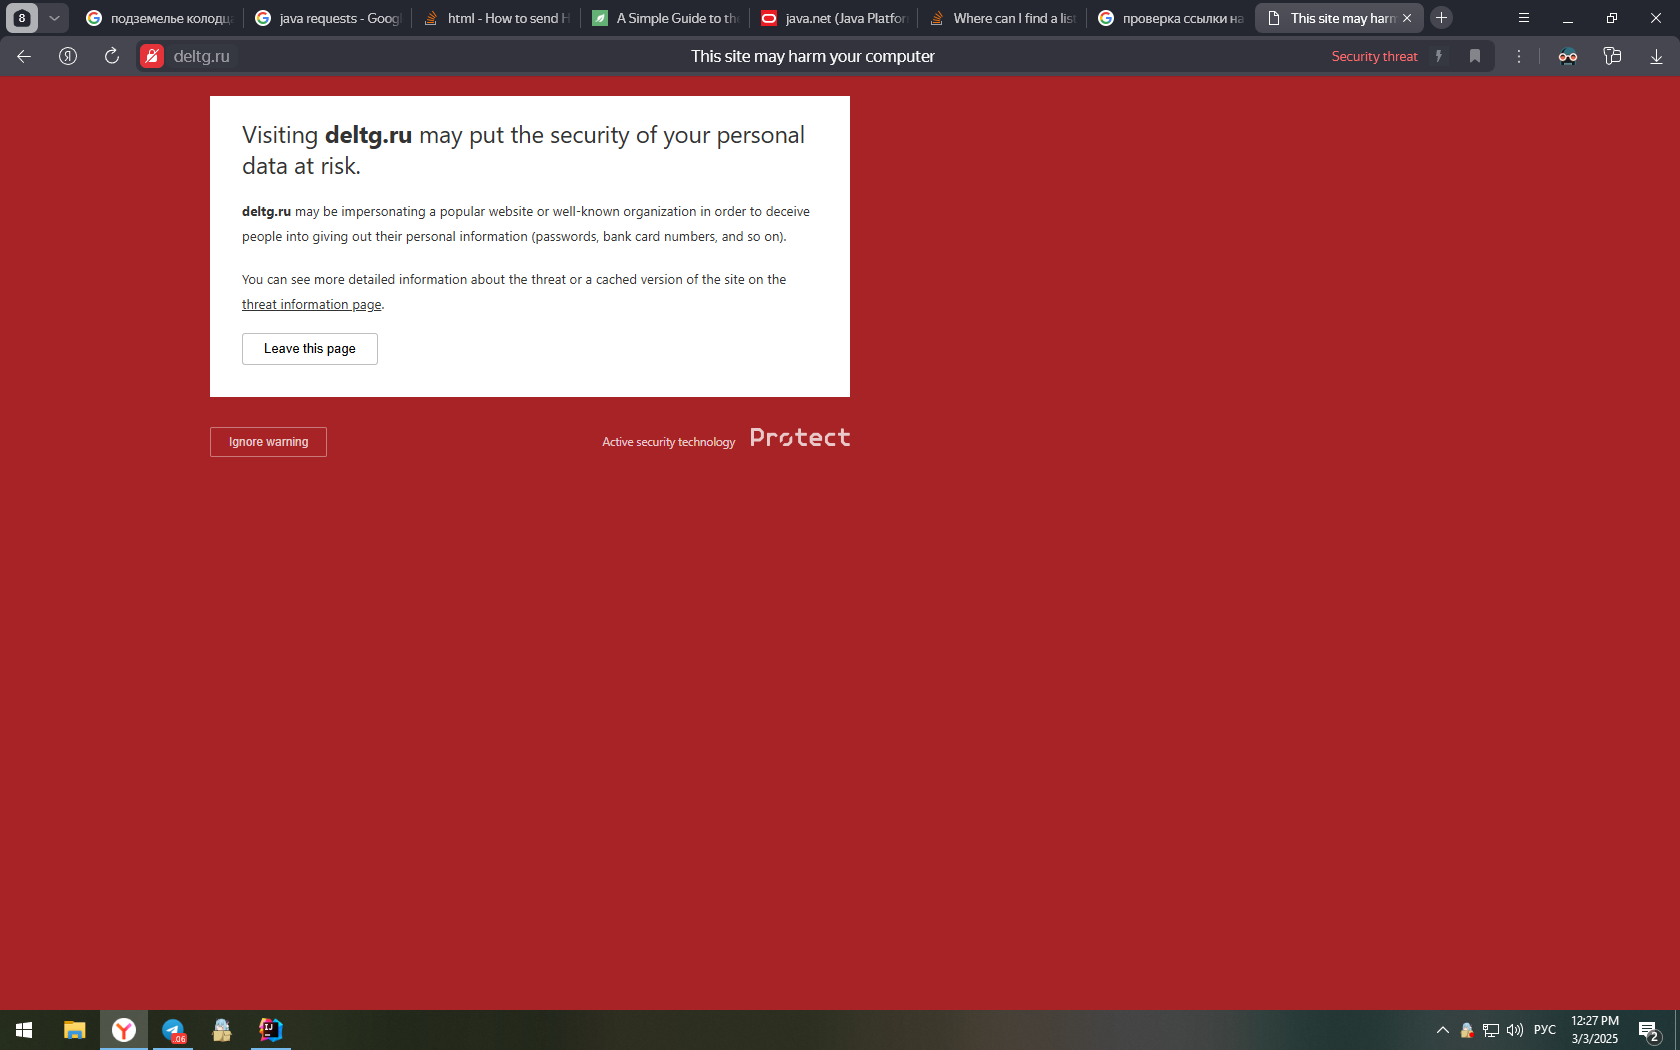 8
подземелье колодца
java requests - Googl
html - How to send H
A Simple Guide to the
java.net (Java Platfor
Where can I find a list
проверка ссылки на
This site may harm
Я
deltg.ru
This site may harm your computer
Security threat
Visiting deltg.ru may put the security of your personal
data at risk.
deltg.ru may be impersonating a popular website or well-known organization in order to deceive
people into giving out their personal information (passwords, bank card numbers, and so on).
You can see more detailed information about the threat or a cached version of the site on the
threat information page.
Leave this page
Ignore warning
Active security technology
Protect
Y
.06
IJ
РУС
12:27 PM
3/3/2025
2